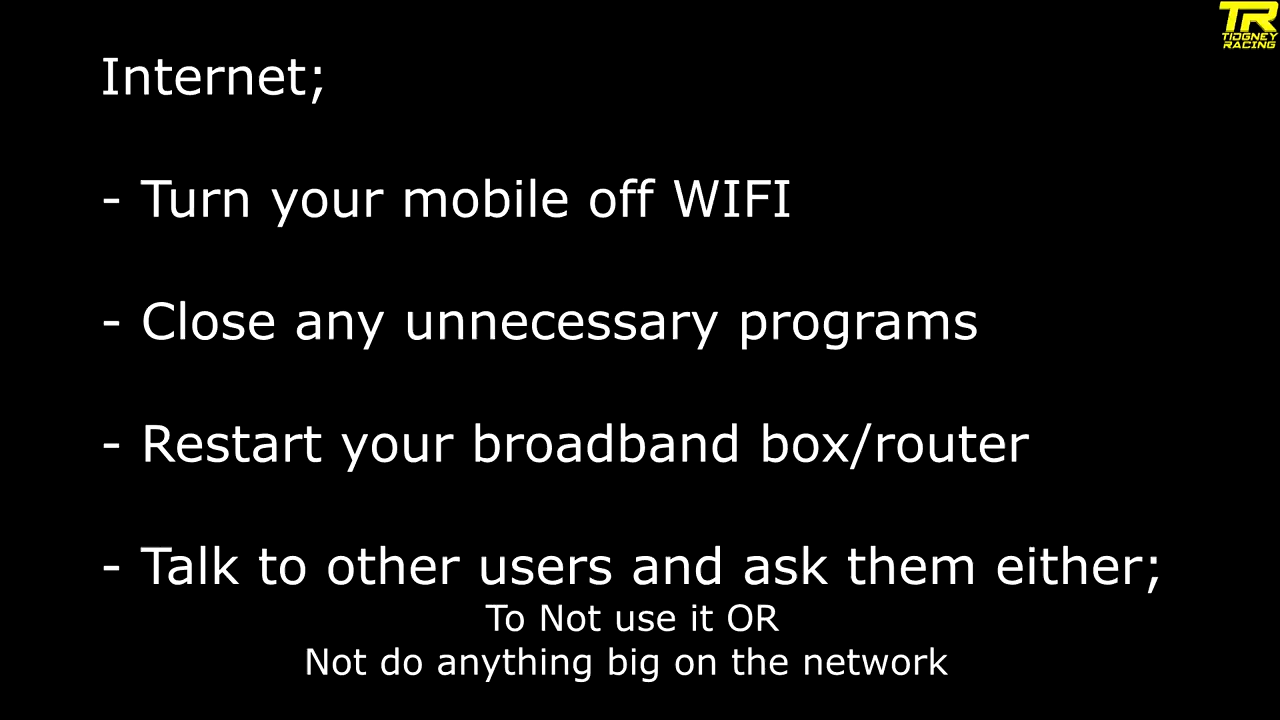 TR
TIDGNEY
RACING
Internet;
- Turn your mobile off WIFI
- Close any unnecessary programs
- Restart your broadband box/router
- Talk to other users and ask them either;
To Not use it OR
Not do anything big on the network